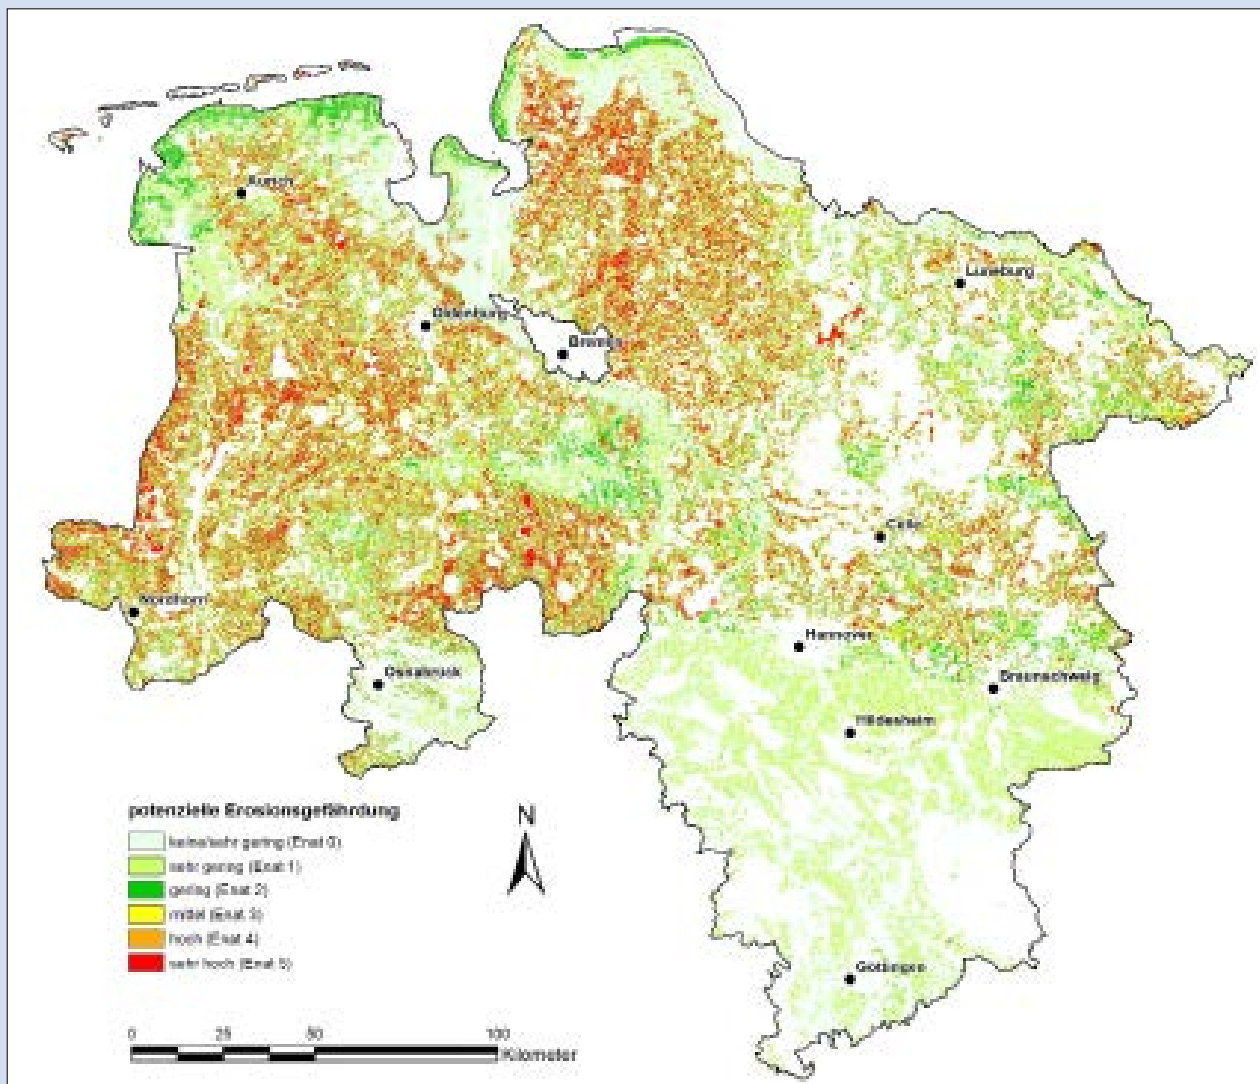 Aurich
Lüneburg
Oldenburg
Bremen
Celle
Nordhorn
Hannover
Osnabrück
Braunschweig
Hildesheim
Göttingen
potenzielle Erosionsgefährdung
keine/sehr gering (Enat 0)
sehr gering (Enat 1)
gering (Enat 2)
mittel (Enat 3)
hoch (Enat 4)
sehr hoch (Enat 5)
N
0 25 50 100
Kilometer